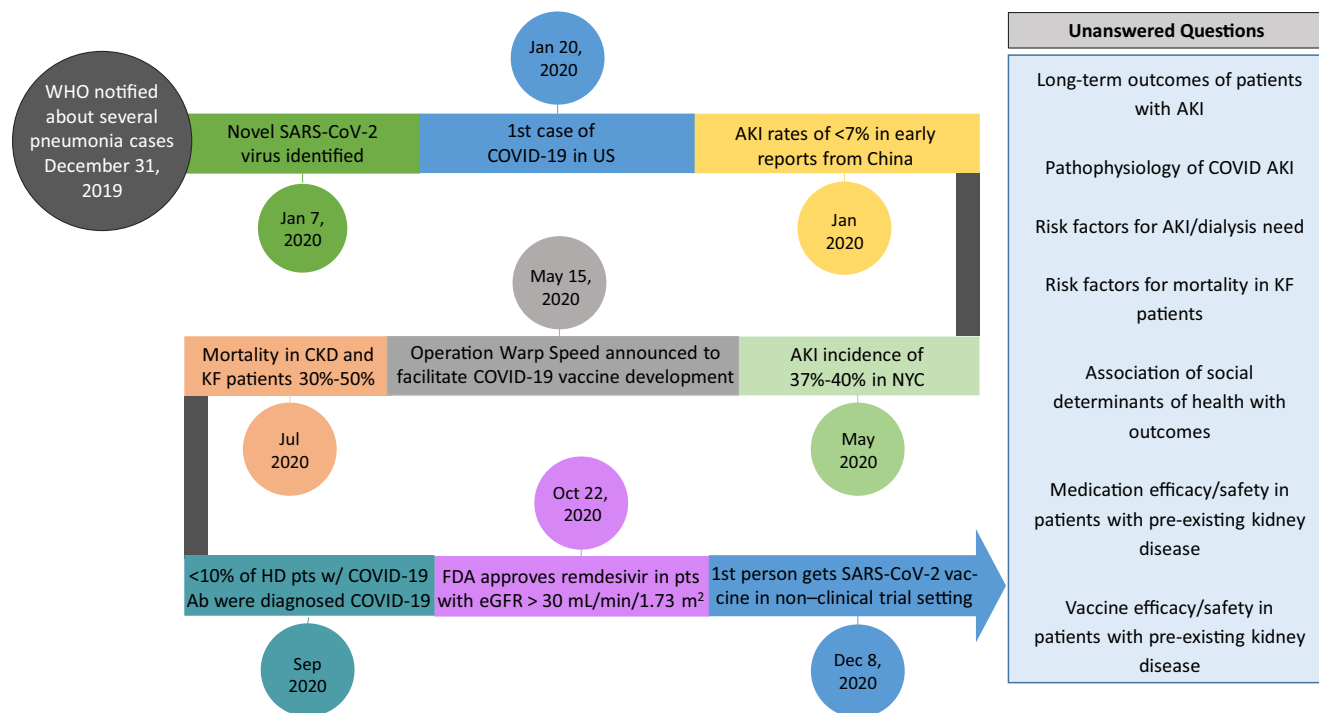 WHO notified
about several
pneumonia cases
December 31,
2019
Novel SARS-CoV-2
virus identified
Jan 7,
2020
Jan 20,
2020
1st case of
COVID-19 in US
AKI rates of <7% in early
reports from China
Jan
2020
AKI incidence of
37%-40% in NYC
May
2020
May 15,
2020
Operation Warp Speed announced to
facilitate COVID-19 vaccine development
Mortality in CKD and
KF patients 30%-50%
Jul
2020
<10% of HD pts w/ COVID-19
Ab were diagnosed COVID-19
Sep
2020
Oct 22,
2020
FDA approves remdesivir in pts
with eGFR > 30 mL/min/1.73 m²
1st person gets SARS-CoV-2 vac-
cine in non–clinical trial setting
Dec 8,
2020
Unanswered Questions
Long-term outcomes of patients
with AKI
Pathophysiology of COVID AKI
Risk factors for AKI/dialysis need
Risk factors for mortality in KF
patients
Association of social
determinants of health with
outcomes
Medication efficacy/safety in
patients with pre-existing kidney
disease
Vaccine efficacy/safety in
patients with pre-existing kidney
disease